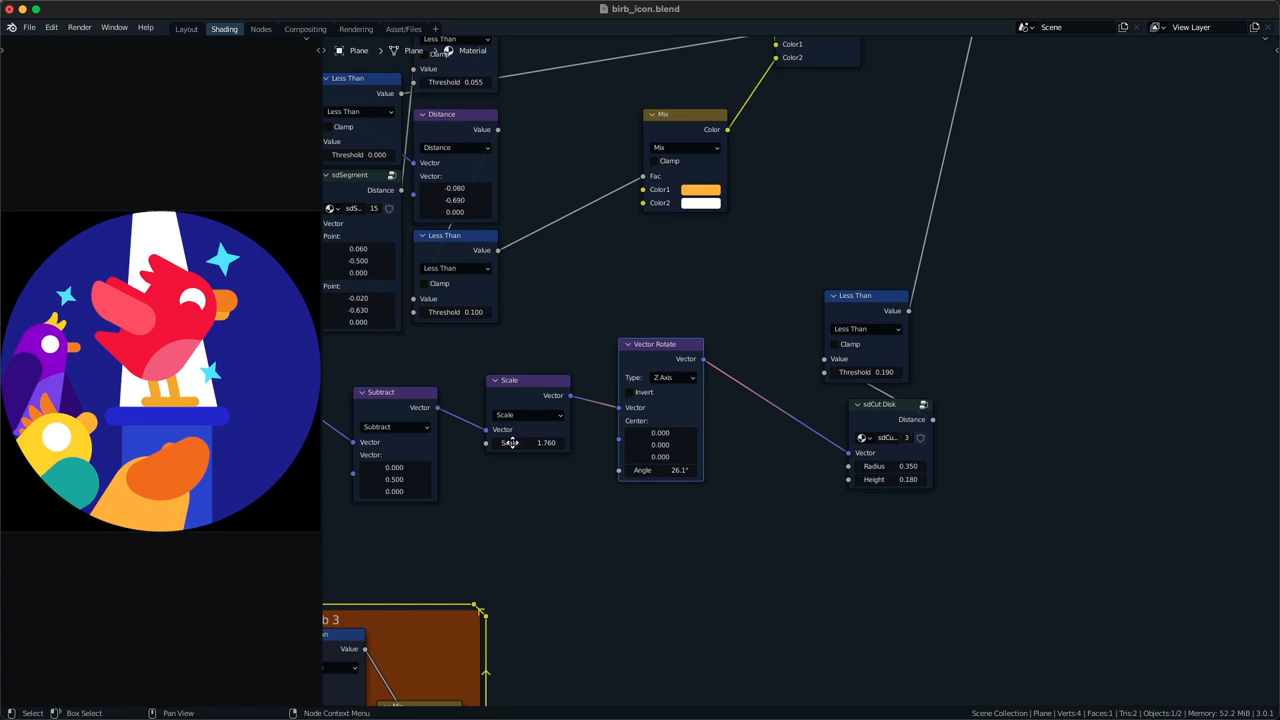 birb_icon.blend
File Edit Render Window Help Layout Shading Nodes Compositing Rendering Asset/Files + Scene View Layer
Plane Plane Material
Less Than
Clamp
Value
Threshold 0.055
Less Than
Value
Less Than
Clamp
Value
Threshold 0.000
sdSegment
Distance
sdS... 15
Vector
Point:
0.060
-0.500
0.000
Point:
-0.020
-0.630
0.000
Distance
Value
Distance
Vector
Vector:
-0.080
-0.690
0.000
Less Than
Value
Less Than
Clamp
Value
Threshold 0.100
Color1
Color2
Mix
Color
Mix
Clamp
Fac
Color1
Color2
Subtract
Vector
Subtract
Vector
Vector:
0.000
0.500
0.000
Scale
Vector
Scale
Vector
1.760
Vector Rotate
Vector
Type: Z Axis
Invert
Vector
Center:
0.000
0.000
0.000
Angle 26.1°
Less Than
Value
Less Than
Clamp
Value
Threshold 0.190
sdCut Disk
Distance
sdCu... 3
Vector
Radius 0.350
Height 0.180
b 3
Value
Select Box Select Pan View Node Context Menu Scene Collection | Plane | Verts:4 | Faces:1 | Tris:2 | Objects:1/2 | Memory: 52.2 MiB | 3.0.1